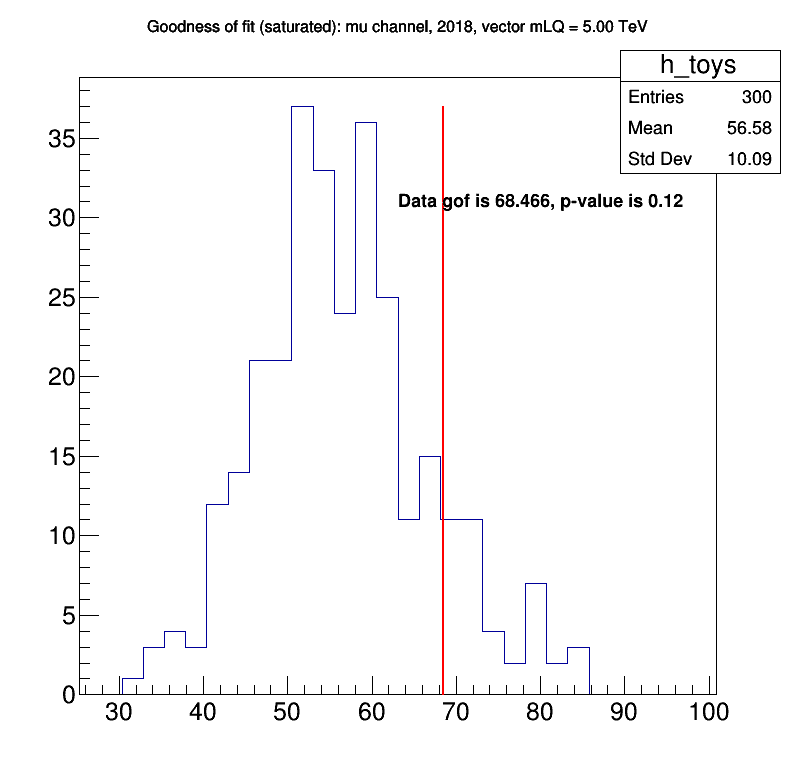 Goodness of fit (saturated): mu channel, 2018, vector mLQ = 5.00 TeV
h_toys
Entries 300
Mean 56.58
Std Dev 10.09
Data gof is 68.466, p-value is 0.12
35
30
25
20
15
10
5
0
30 40 50 60 70 80 90 100